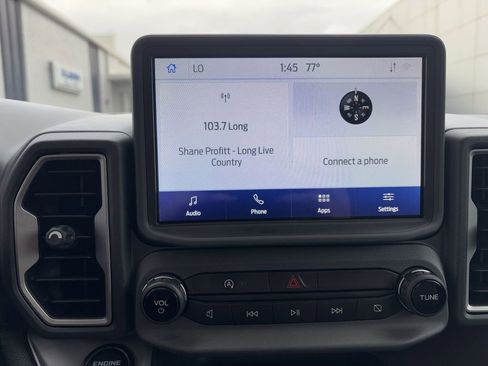 LO
1:45
77°
103.7 Long
Shane Profitt - Long Live
Country
N
E
S
W
Connect a phone
Audio
Phone
Apps
Settings
VOL
TUNE
ENGINE